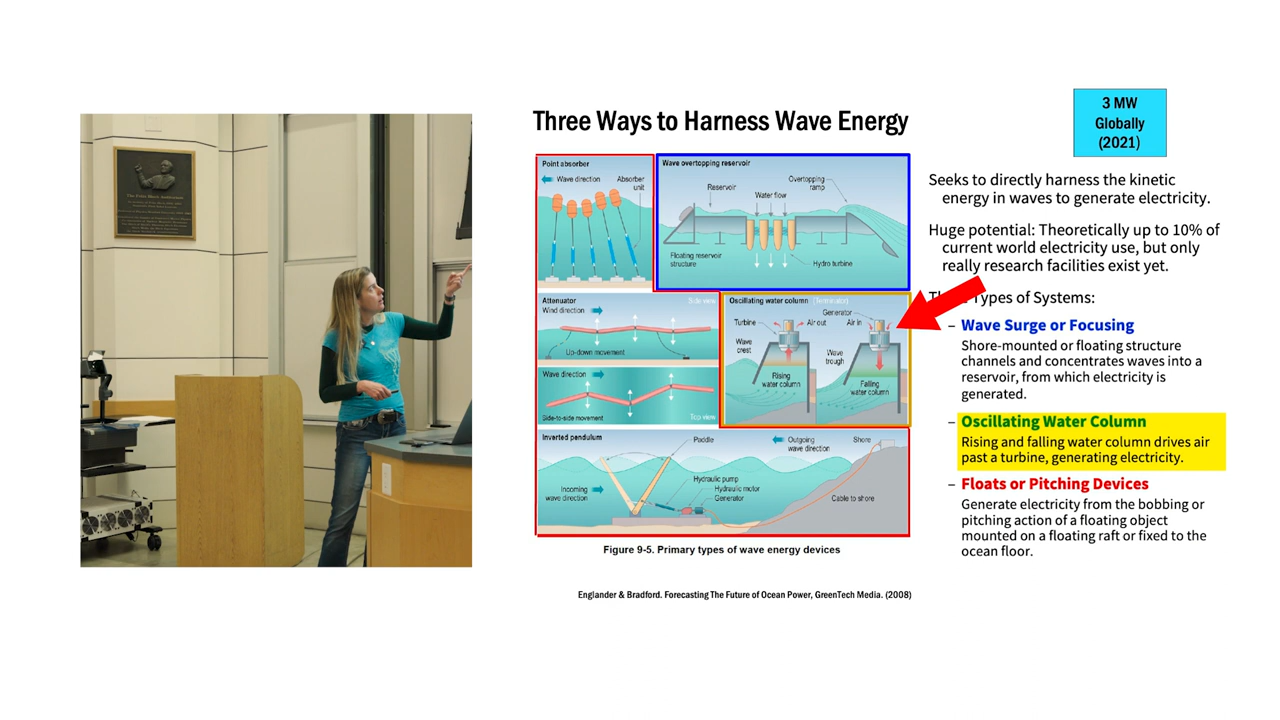 Three Ways to Harness Wave Energy
3 MW
Globally
(2021)
Point absorber
Wave direction
Absorber
unit
Wave overtopping reservoir
Reservoir
Water flow
Overtopping
ramp
Floating reservoir
structure
Hydro turbine
Attenuator
Side view
Wind direction
Up-down movement
Wave direction
Side-to-side movement
Top view
Oscillating water column (Terminator)
Generator
Turbine
Air out
Air in
Wave
crest
Wave
trough
Rising
water column
Falling
water column
Inverted pendulum
Paddle
Outgoing
wave direction
Shore
Hydraulic pump
Hydraulic motor
Generator
Incoming
wave direction
Cable to shore
Figure 9-5. Primary types of wave energy devices
Englander & Bradford. Forecasting The Future of Ocean Power, GreenTech Media. (2008)
Seeks to directly harness the kinetic
energy in waves to generate electricity.
Huge potential: Theoretically up to 10% of
current world electricity use, but only
really research facilities exist yet.
Types of Systems:
– Wave Surge or Focusing
Shore-mounted or floating structure
channels and concentrates waves into a
reservoir, from which electricity is
generated.
– Oscillating Water Column
Rising and falling water column drives air
past a turbine, generating electricity.
– Floats or Pitching Devices
Generate electricity from the bobbing or
pitching action of a floating object
mounted on a floating raft or fixed to the
ocean floor.